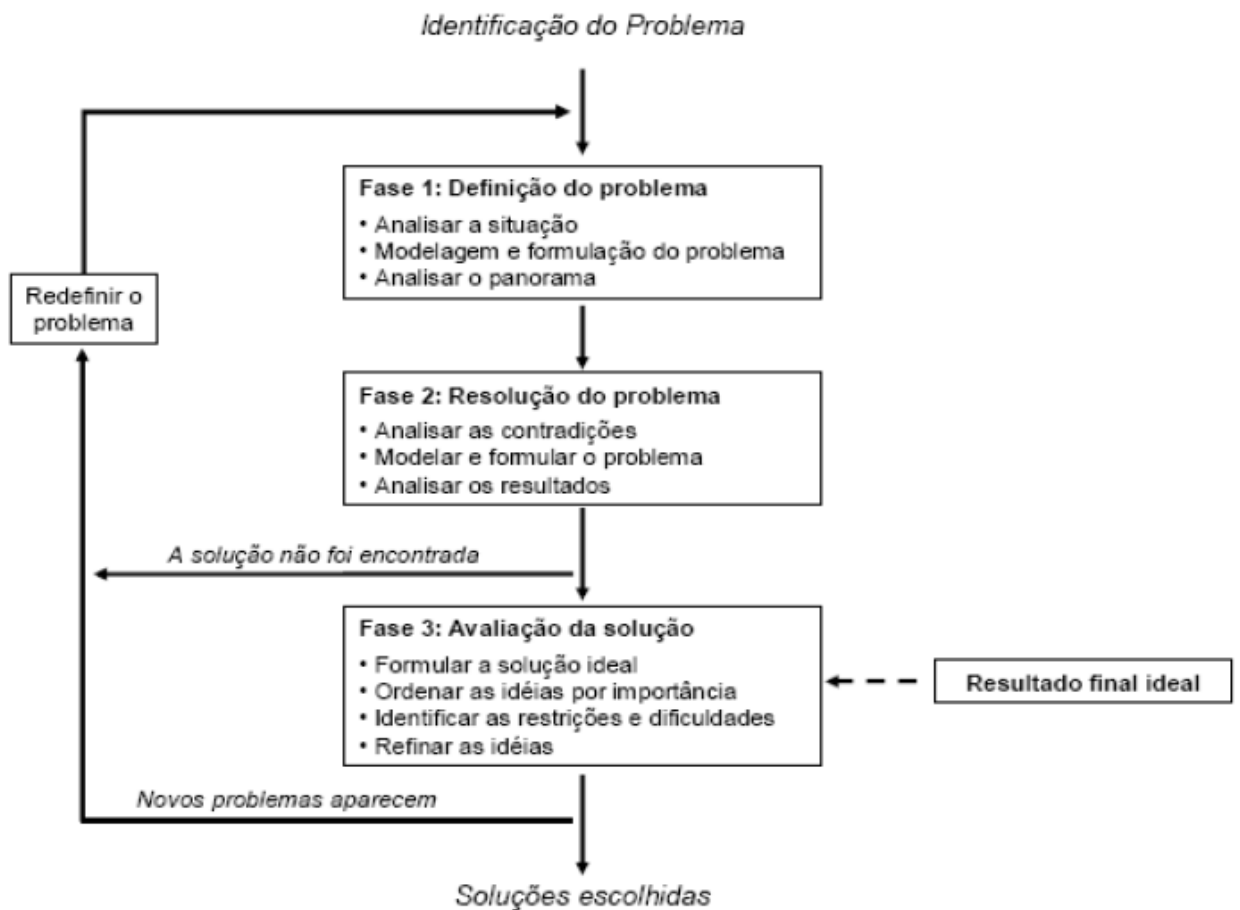 Identificação do Problema
Fase 1: Definição do problema
• Analisar a situação
• Modelagem e formulação do problema
• Analisar o panorama
Redefinir o
problema
Fase 2: Resolução do problema
• Analisar as contradições
• Modelar e formular o problema
• Analisar os resultados
A solução não foi encontrada
Fase 3: Avaliação da solução
• Formular a solução ideal
• Ordenar as idéias por importância
• Identificar as restrições e dificuldades
• Refinar as idéias
Resultado final ideal
Novos problemas aparecem
Soluções escolhidas